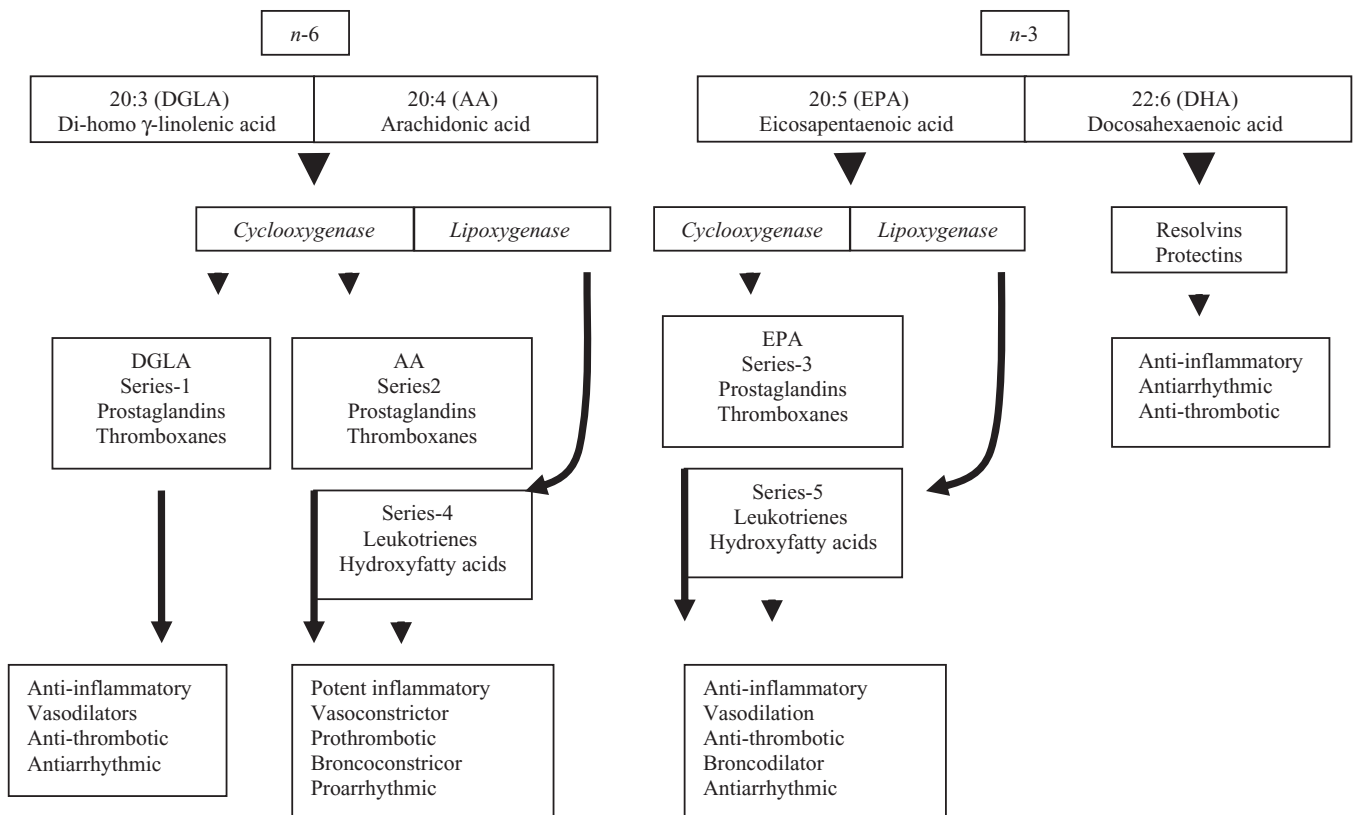 n-6
n-3
20:3 (DGLA)
Di-homo γ-linolenic acid
20:4 (AA)
Arachidonic acid
20:5 (EPA)
Eicosapentaenoic acid
22:6 (DHA)
Docosahexaenoic acid
Cyclooxygenase
Lipoxygenase
Cyclooxygenase
Lipoxygenase
Resolvins
Protectins
DGLA
Series-1
Prostaglandins
Thromboxanes
AA
Series2
Prostaglandins
Thromboxanes
EPA
Series-3
Prostaglandins
Thromboxanes
Anti-inflammatory
Antiarrhythmic
Anti-thrombotic
Series-4
Leukotrienes
Hydroxyfatty acids
Series-5
Leukotrienes
Hydroxyfatty acids
Anti-inflammatory
Vasodilators
Anti-thrombotic
Antiarrhythmic
Potent inflammatory
Vasoconstrictor
Prothrombotic
Broncoconstricor
Proarrhythmic
Anti-inflammatory
Vasodilation
Anti-thrombotic
Broncodilator
Antiarrhythmic